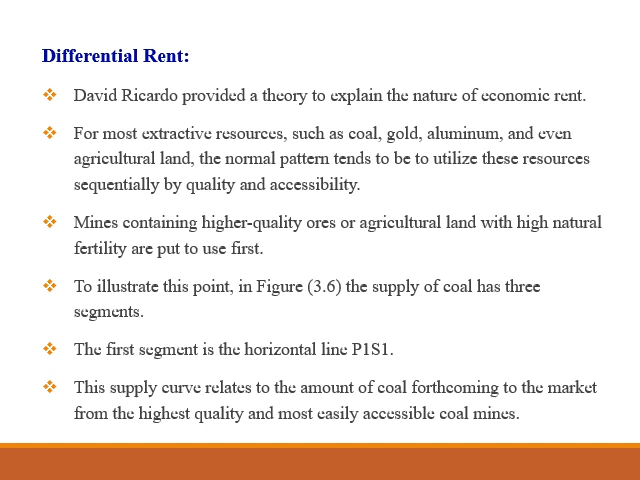 Differential Rent:
David Ricardo provided a theory to explain the nature of economic rent.
For most extractive resources, such as coal, gold, aluminum, and even
agricultural land, the normal pattern tends to be to utilize these resources
sequentially by quality and accessibility.
Mines containing higher-quality ores or agricultural land with high natural
fertility are put to use first.
To illustrate this point, in Figure (3.6) the supply of coal has three
segments.
The first segment is the horizontal line P1S1.
This supply curve relates to the amount of coal forthcoming to the market
from the highest quality and most easily accessible coal mines.